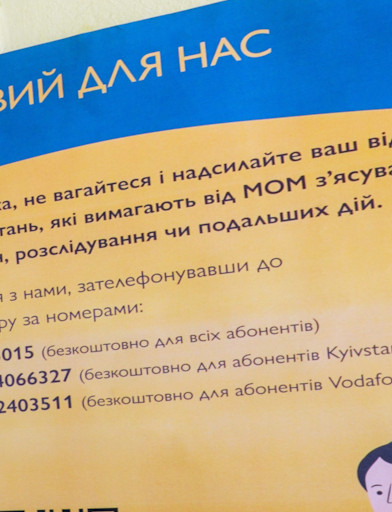 ВИЙ ДЛЯ НАС
ка, не вагайтеся і надсилайте ваш ві
тань, які вимагають від МОМ з’ясува
, розслідування чи подальших дій.
з нами, зателефонувавши до
ру за номерами:
015 (безкоштовно для всіх абонентів)
4066327 (безкоштовно для абонентів Kyivsta
2403511 (безкоштовно для абонентів Vodafo